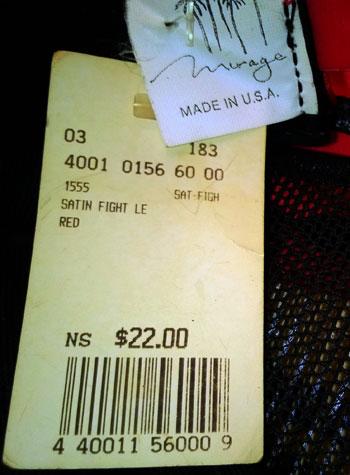 Mirage
MADE IN U.S.A.
03 183
4001 0156 60 00
1555 SAT-FIGH
SATIN FIGHT LE
RED
NS $22.00
4 40011 56000 9